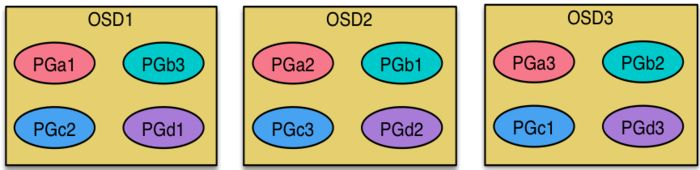 OSD1
PGa1 PGb3
PGc2 PGd1
OSD2
PGa2 PGb1
PGc3 PGd2
OSD3
PGa3 PGb2
PGc1 PGd3